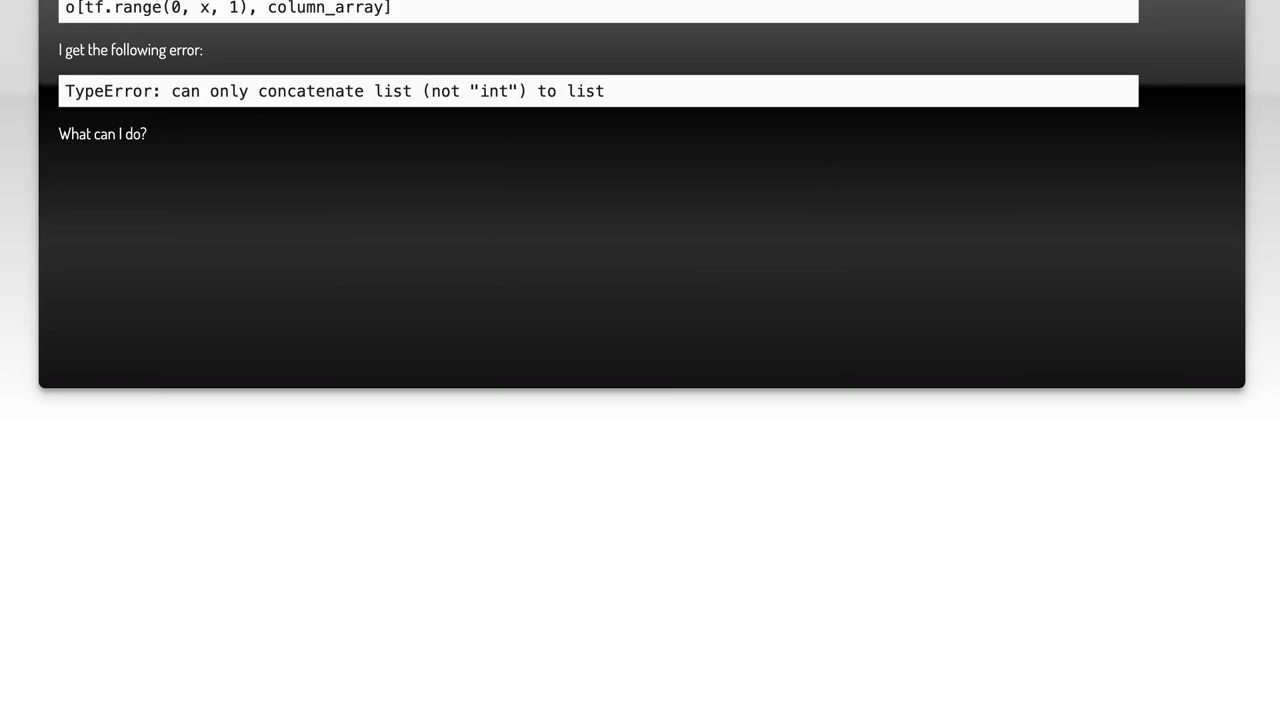 o[tf.range(0, x, 1), column_array]
I get the following error:
TypeError: can only concatenate list (not "int") to list
What can I do?